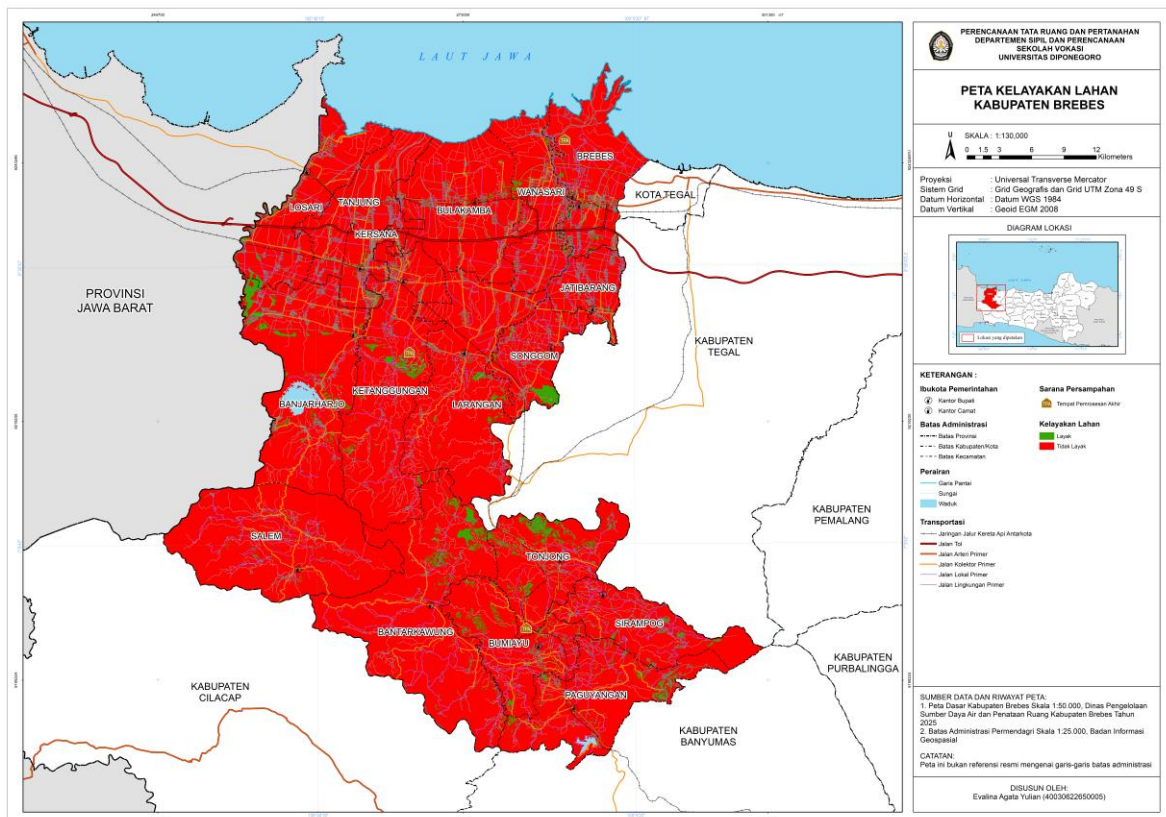 LAUT JAWA
BREBES
WANASARI
KOTA TEGAL
LOSARI
TANJUNG
BULAKAMBA
KERSANA
PROVINSI
JAWA BARAT
JATIBARANG
KABUPATEN
TEGAL
SONGGOM
KETANGGUNGAN
BANJARHARJO
LARANGAN
KABUPATEN
PEMALANG
SALEM
TONJONG
SIRAMPOG
BANTARKAWUNG
BUMIAYU
KABUPATEN
PURBALINGGA
KABUPATEN
CILACAP
PAGUYANGAN
KABUPATEN
BANYUMAS
PERENCANAAN TATA RUANG DAN PERTANAHAN
DEPARTEMEN SIPIL DAN PERENCANAAN
SEKOLAH VOKASI
UNIVERSITAS DIPONEGORO
PETA KELAYAKAN LAHAN
KABUPATEN BREBES
U
SKALA : 1:130,000
0 1.5 3 6 9 12
Kilometers
Proyeksi : Universal Transverse Mercator
Sistem Grid : Grid Geografis dan Grid UTM Zona 49 S
Datum Horizontal : Datum WGS 1984
Datum Vertikal : Geoid EGM 2008
DIAGRAM LOKASI
Lokasi yang dipetakan
KETERANGAN :
Ibukota Pemerintahan
Kantor Bupati
Kantor Camat
Batas Administrasi
Batas Provinsi
Batas Kabupaten/Kota
Batas Kecamatan
Perairan
Garis Pantai
Sungai
Waduk
Transportasi
Jaringan Jalur Kereta Api Antarkota
Jalan Tol
Jalan Arteri Primer
Jalan Kolektor Primer
Jalan Lokal Primer
Jalan Lingkungan Primer
Sarana Persampahan
Tempat Pemrosesan Akhir
Kelayakan Lahan
Layak
Tidak Layak
SUMBER DATA DAN RIWAYAT PETA:
1. Peta Dasar Kabupaten Brebes Skala 1:50.000, Dinas Pengelolaan
Sumber Daya Air dan Penataan Ruang Kabupaten Brebes Tahun
2025
2. Batas Administrasi Permendagri Skala 1:25.000, Badan Informasi
Geospasial
CATATAN:
Peta ini bukan referensi resmi mengenai garis-garis batas administrasi
DISUSUN OLEH:
Evalina Agata Yulian (40030622650005)